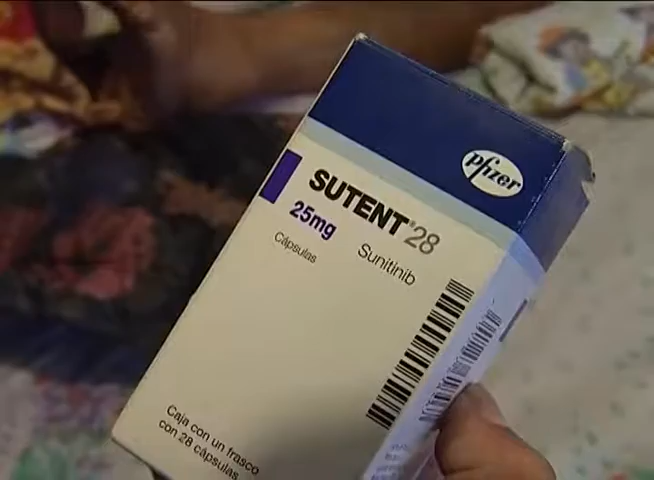 Pfizer
SUTENT® 28
25mg
Cápsulas
Sunitinib
Caja con un frasco
con 28 cápsulas